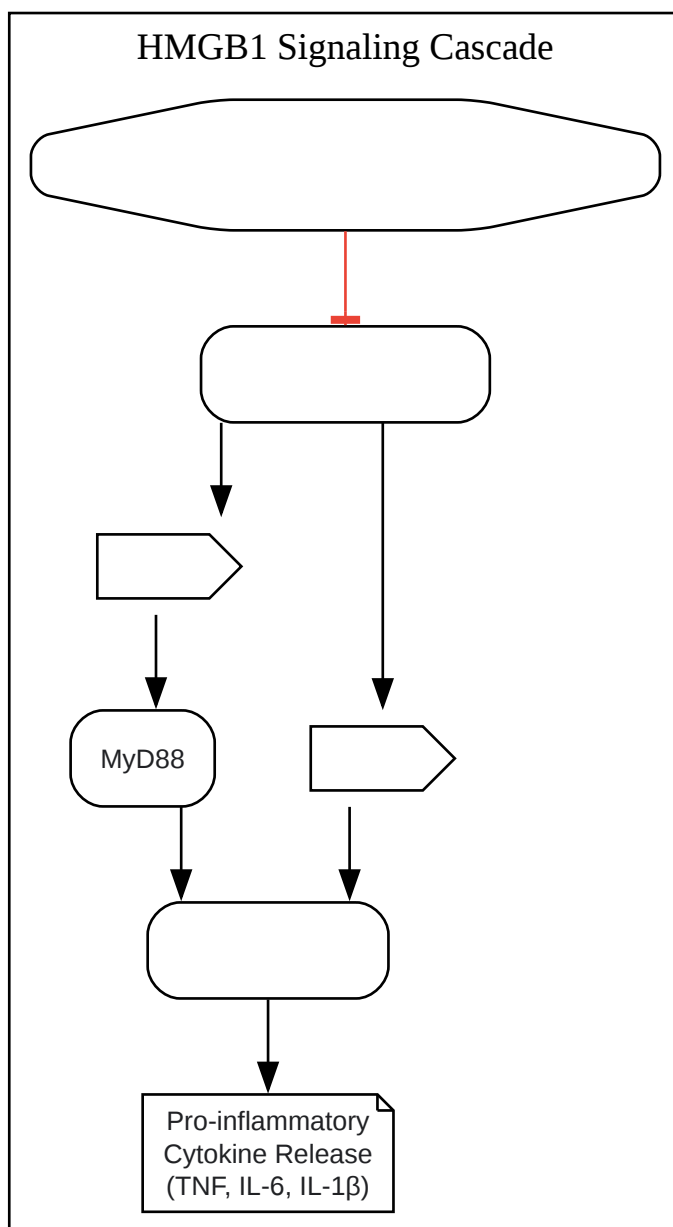 HMGB1 Signaling Cascade
MyD88
Pro-inflammatory
Cytokine Release
(TNF, IL-6, IL-1β)